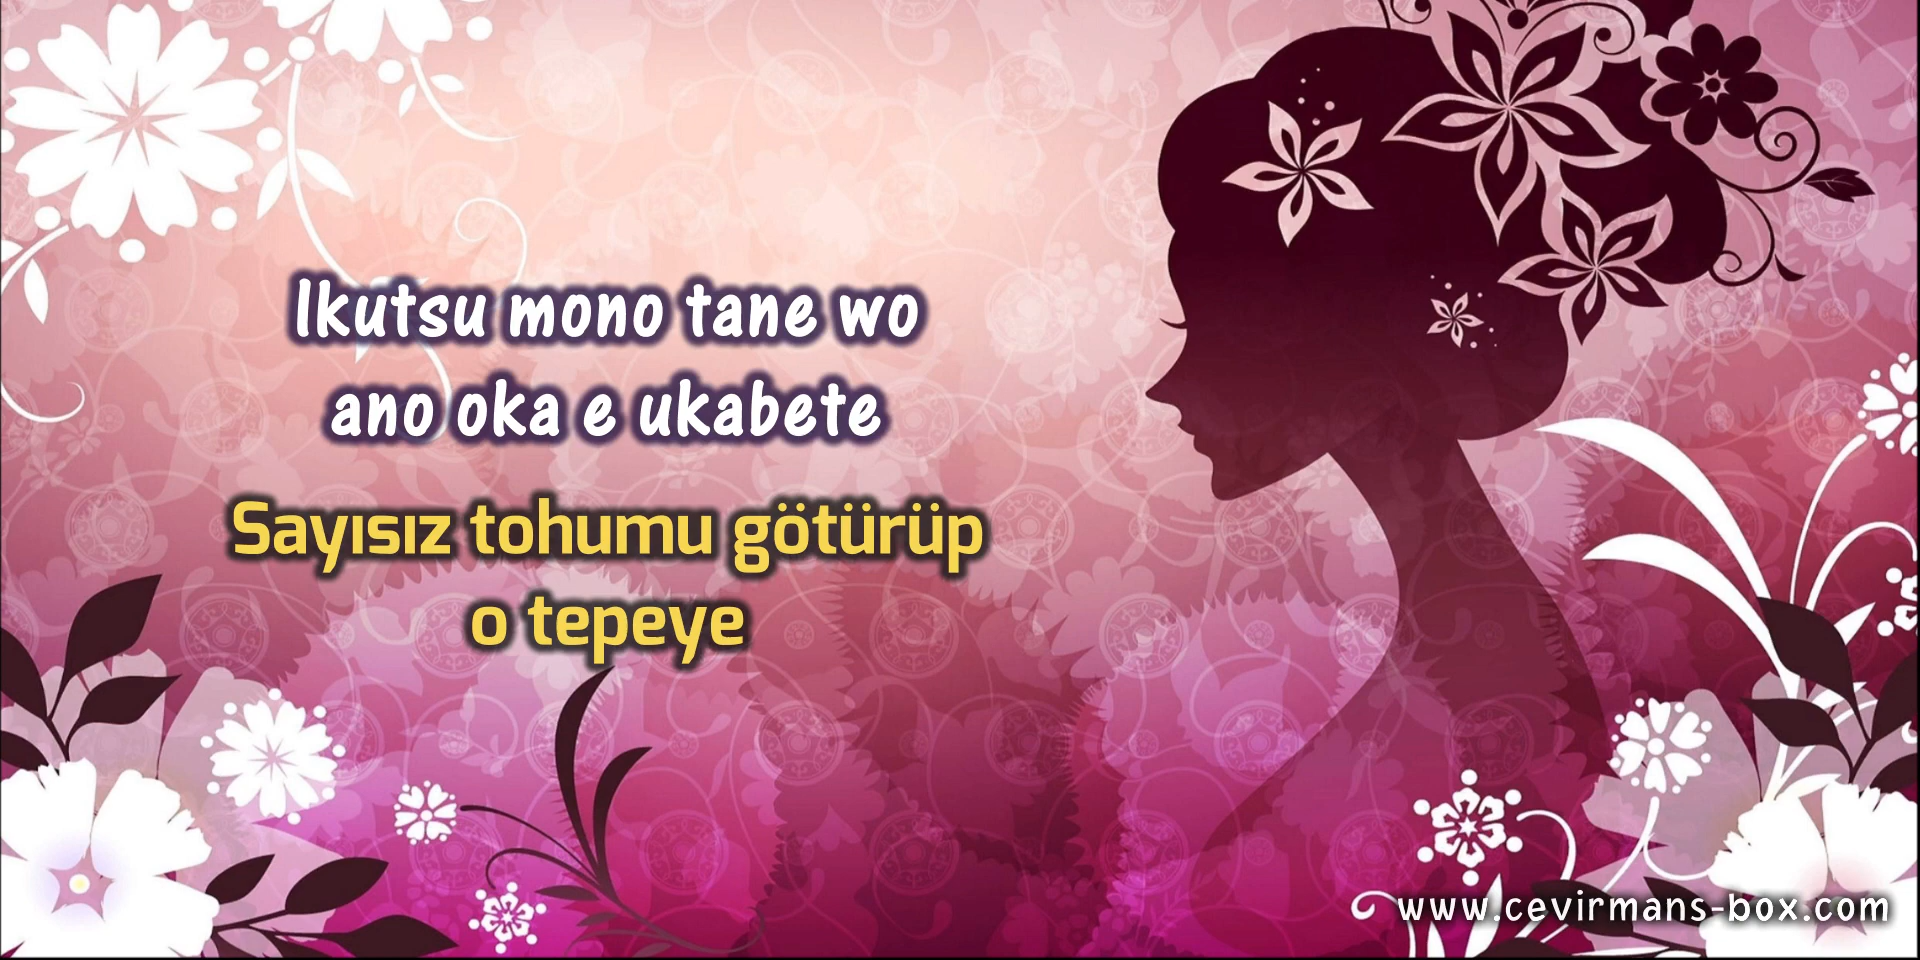 Ikutsu mono tane wo
ano oka e ukabete
Sayısız tohumu götürüp
o tepeye
www.cevirmans-box.com